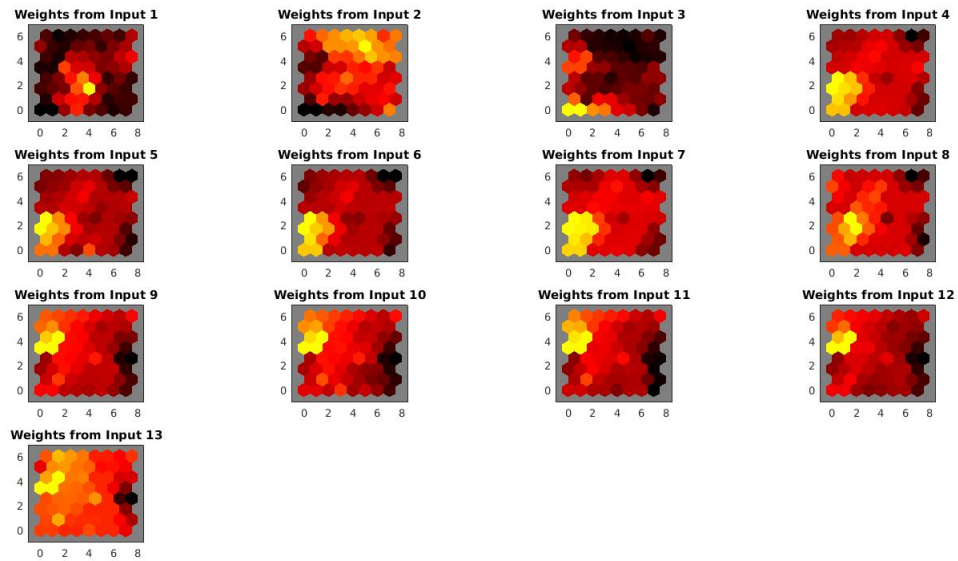 Weights from Input 1
Weights from Input 2
Weights from Input 3
Weights from Input 4
6
4
2
0
0 2 4 6 8
6
4
2
0
0 2 4 6 8
6
4
2
0
0 2 4 6 8
6
4
2
0
0 2 4 6 8
Weights from Input 5
Weights from Input 6
Weights from Input 7
Weights from Input 8
6
4
2
0
0 2 4 6 8
6
4
2
0
0 2 4 6 8
6
4
2
0
0 2 4 6 8
6
4
2
0
0 2 4 6 8
Weights from Input 9
Weights from Input 10
Weights from Input 11
Weights from Input 12
6
4
2
0
0 2 4 6 8
6
4
2
0
0 2 4 6 8
6
4
2
0
0 2 4 6 8
6
4
2
0
0 2 4 6 8
Weights from Input 13
6
4
2
0
0 2 4 6 8